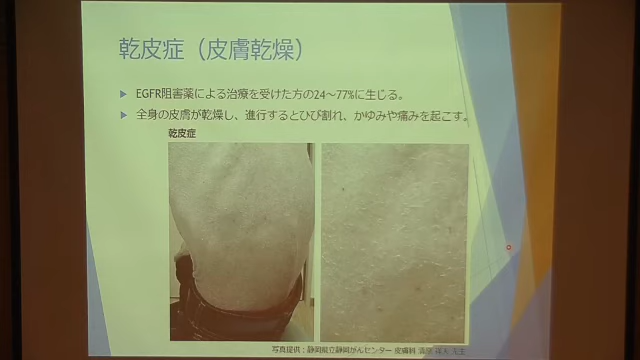 乾皮症（皮膚乾燥）
EGFR阻害薬による治療を受けた方の24～77%に生じる。
全身の皮膚が乾燥し、進行するとひび割れ、かゆみや痛みを起こす。
乾皮症
写真提供：静岡県立静岡がんセンター 皮膚科